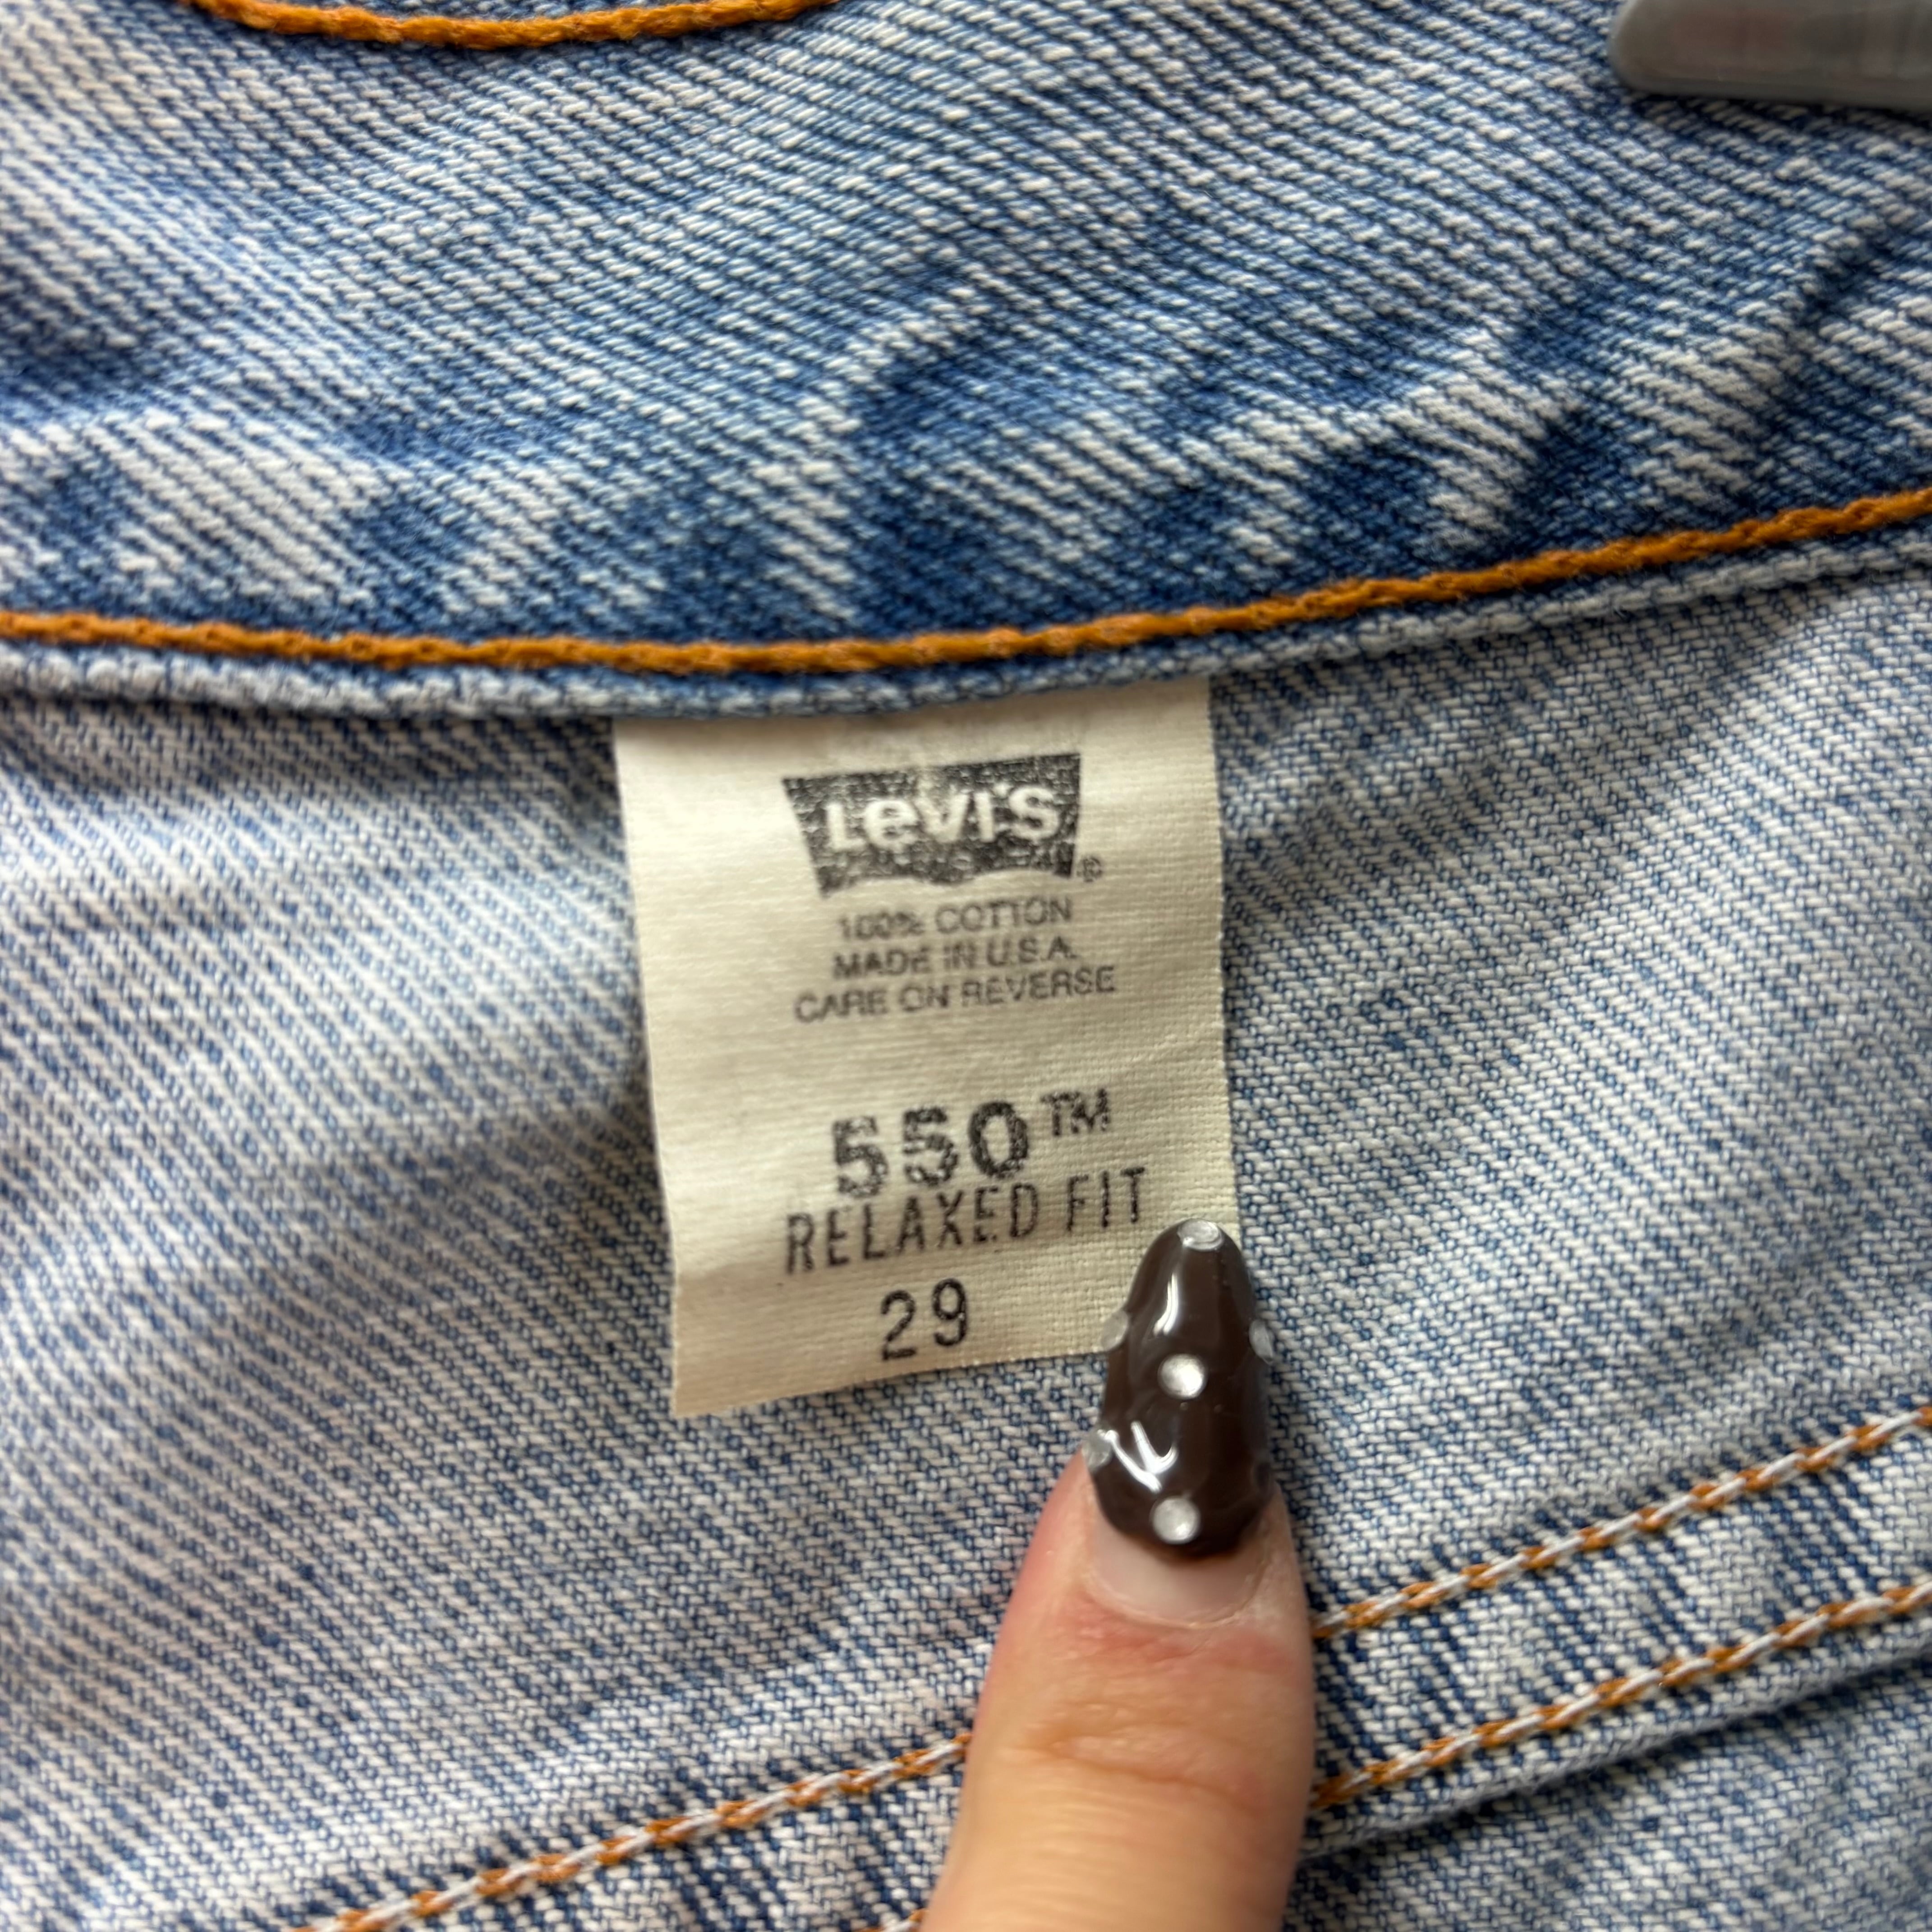 Levi's
100% COTTON
MADE IN U.S.A.
CARE ON REVERSE
550™
RELAXED FIT
29